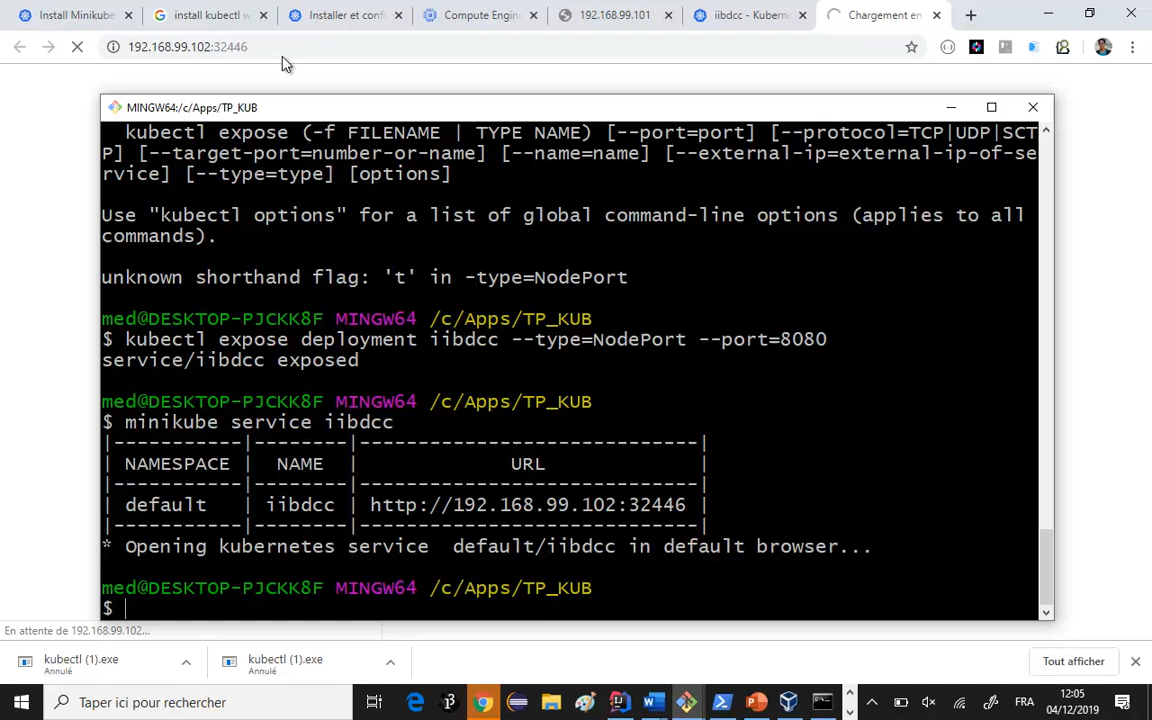 Install Minikube
install kubectl w
Installer et confi
Compute Engin
192.168.99.101
iibdcc - Kuberne
Chargement en
192.168.99.102:32446
MINGW64:/c/Apps/TP_KUB
kubectl expose (-f FILENAME | TYPE NAME) [--port=port] [--protocol=TCP|UDP|SCT
P] [--target-port=number-or-name] [--name=name] [--external-ip=external-ip-of-se
rvice] [--type=type] [options]
Use "kubectl options" for a list of global command-line options (applies to all
commands).
unknown shorthand flag: 't' in -type=NodePort
med@DESKTOP-PJCKK8F MINGW64 /c/Apps/TP_KUB
$ kubectl expose deployment iibdcc --type=NodePort --port=8080
service/iibdcc exposed
med@DESKTOP-PJCKK8F MINGW64 /c/Apps/TP_KUB
$ minikube service iibdcc
|-----------|--------|-----------------------------|
| NAMESPACE | NAME | URL |
|-----------|--------|-----------------------------|
| default | iibdcc | http://192.168.99.102:32446 |
|-----------|--------|-----------------------------|
* Opening kubernetes service  default/iibdcc in default browser...
med@DESKTOP-PJCKK8F MINGW64 /c/Apps/TP_KUB
$
En attente de 192.168.99.102...
kubectl (1).exe
Annulé
kubectl (1).exe
Annulé
Tout afficher
Taper ici pour rechercher
FRA
12:05
04/12/2019